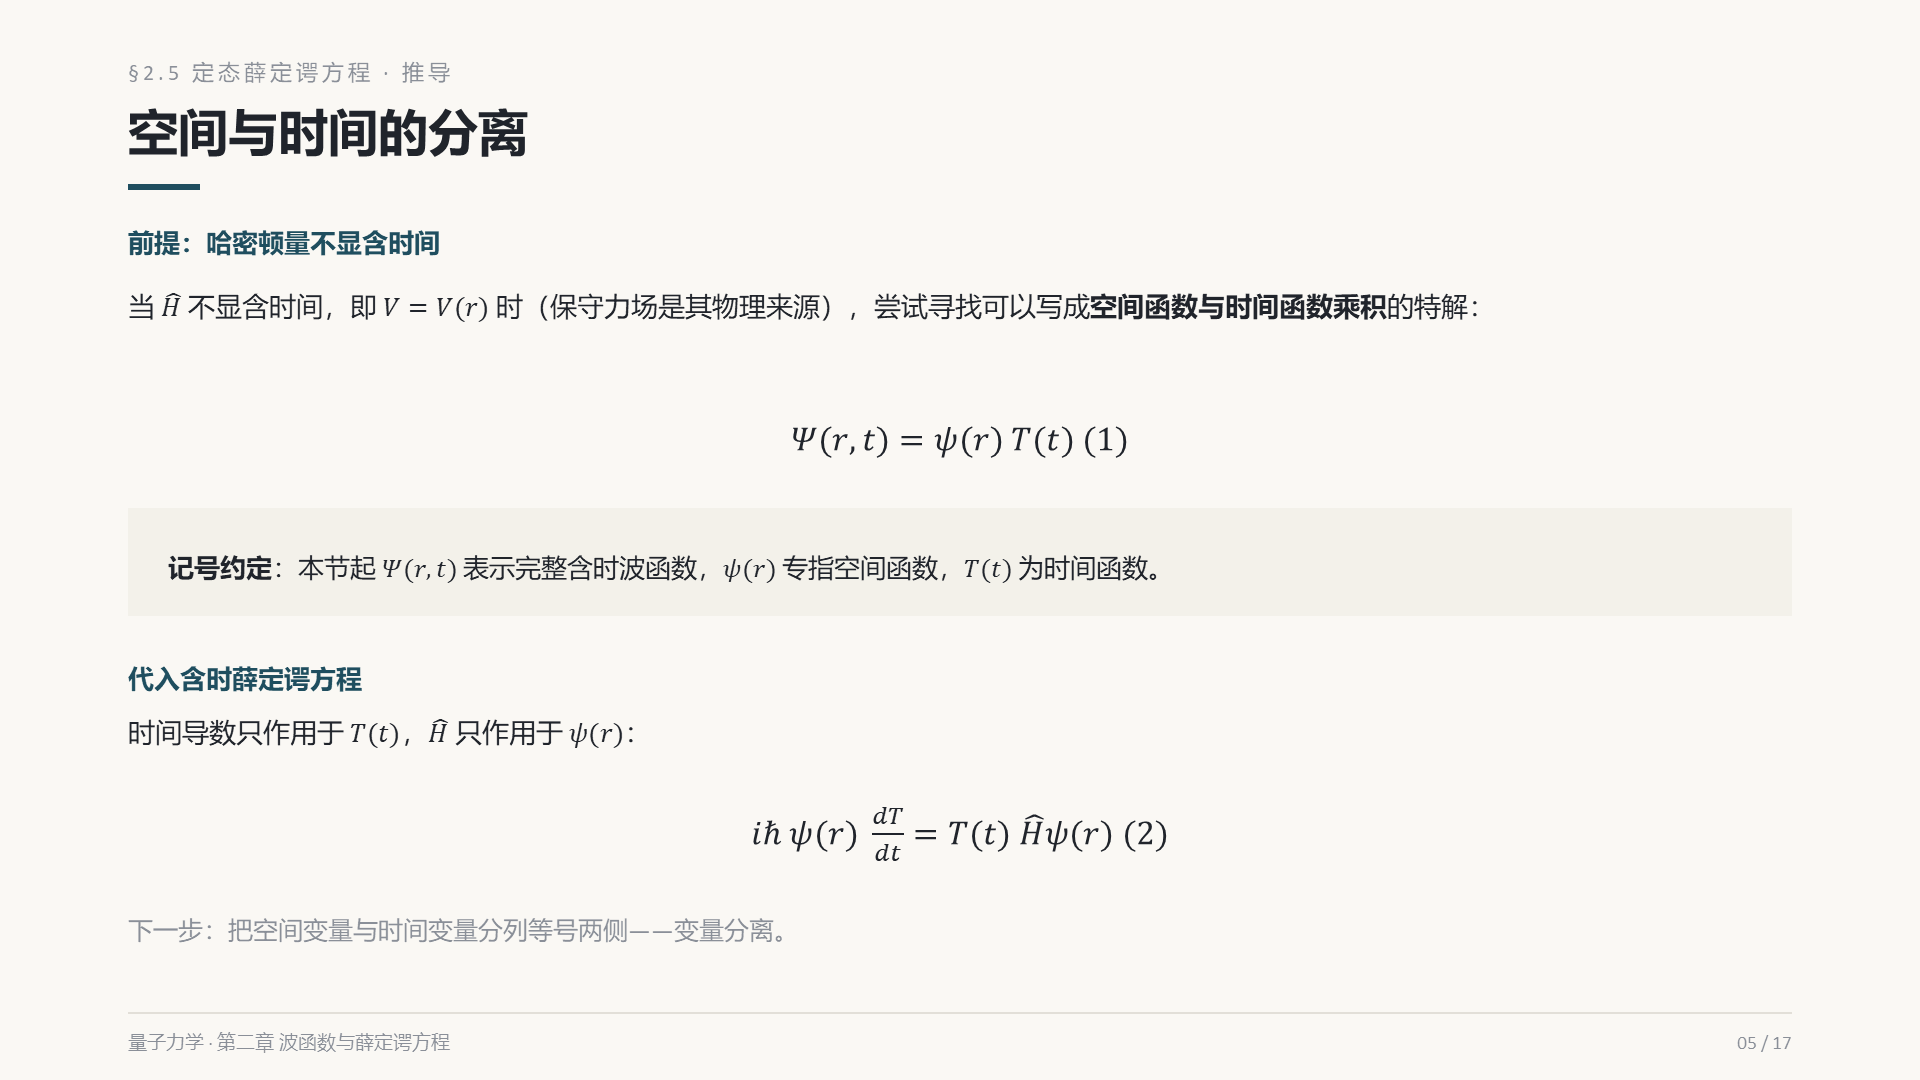 §2.5 定态薛定谔方程 · 推导
空间与时间的分离
前提：哈密顿量不显含时间
当 Ĥ 不显含时间，即 V = V(r) 时（保守力场是其物理来源），尝试寻找可以写成空间函数与时间函数乘积的特解：
Ψ(r, t) = ψ(r) T(t) (1)
记号约定：本节起 Ψ(r, t) 表示完整含时波函数，ψ(r) 专指空间函数，T(t) 为时间函数。
代入含时薛定谔方程
时间导数只作用于 T(t)，Ĥ 只作用于 ψ(r)：
iħ ψ(r) dT/dt = T(t) Ĥψ(r) (2)
下一步：把空间变量与时间变量分列等号两侧——变量分离。
量子力学 · 第二章 波函数与薛定谔方程
05 / 17